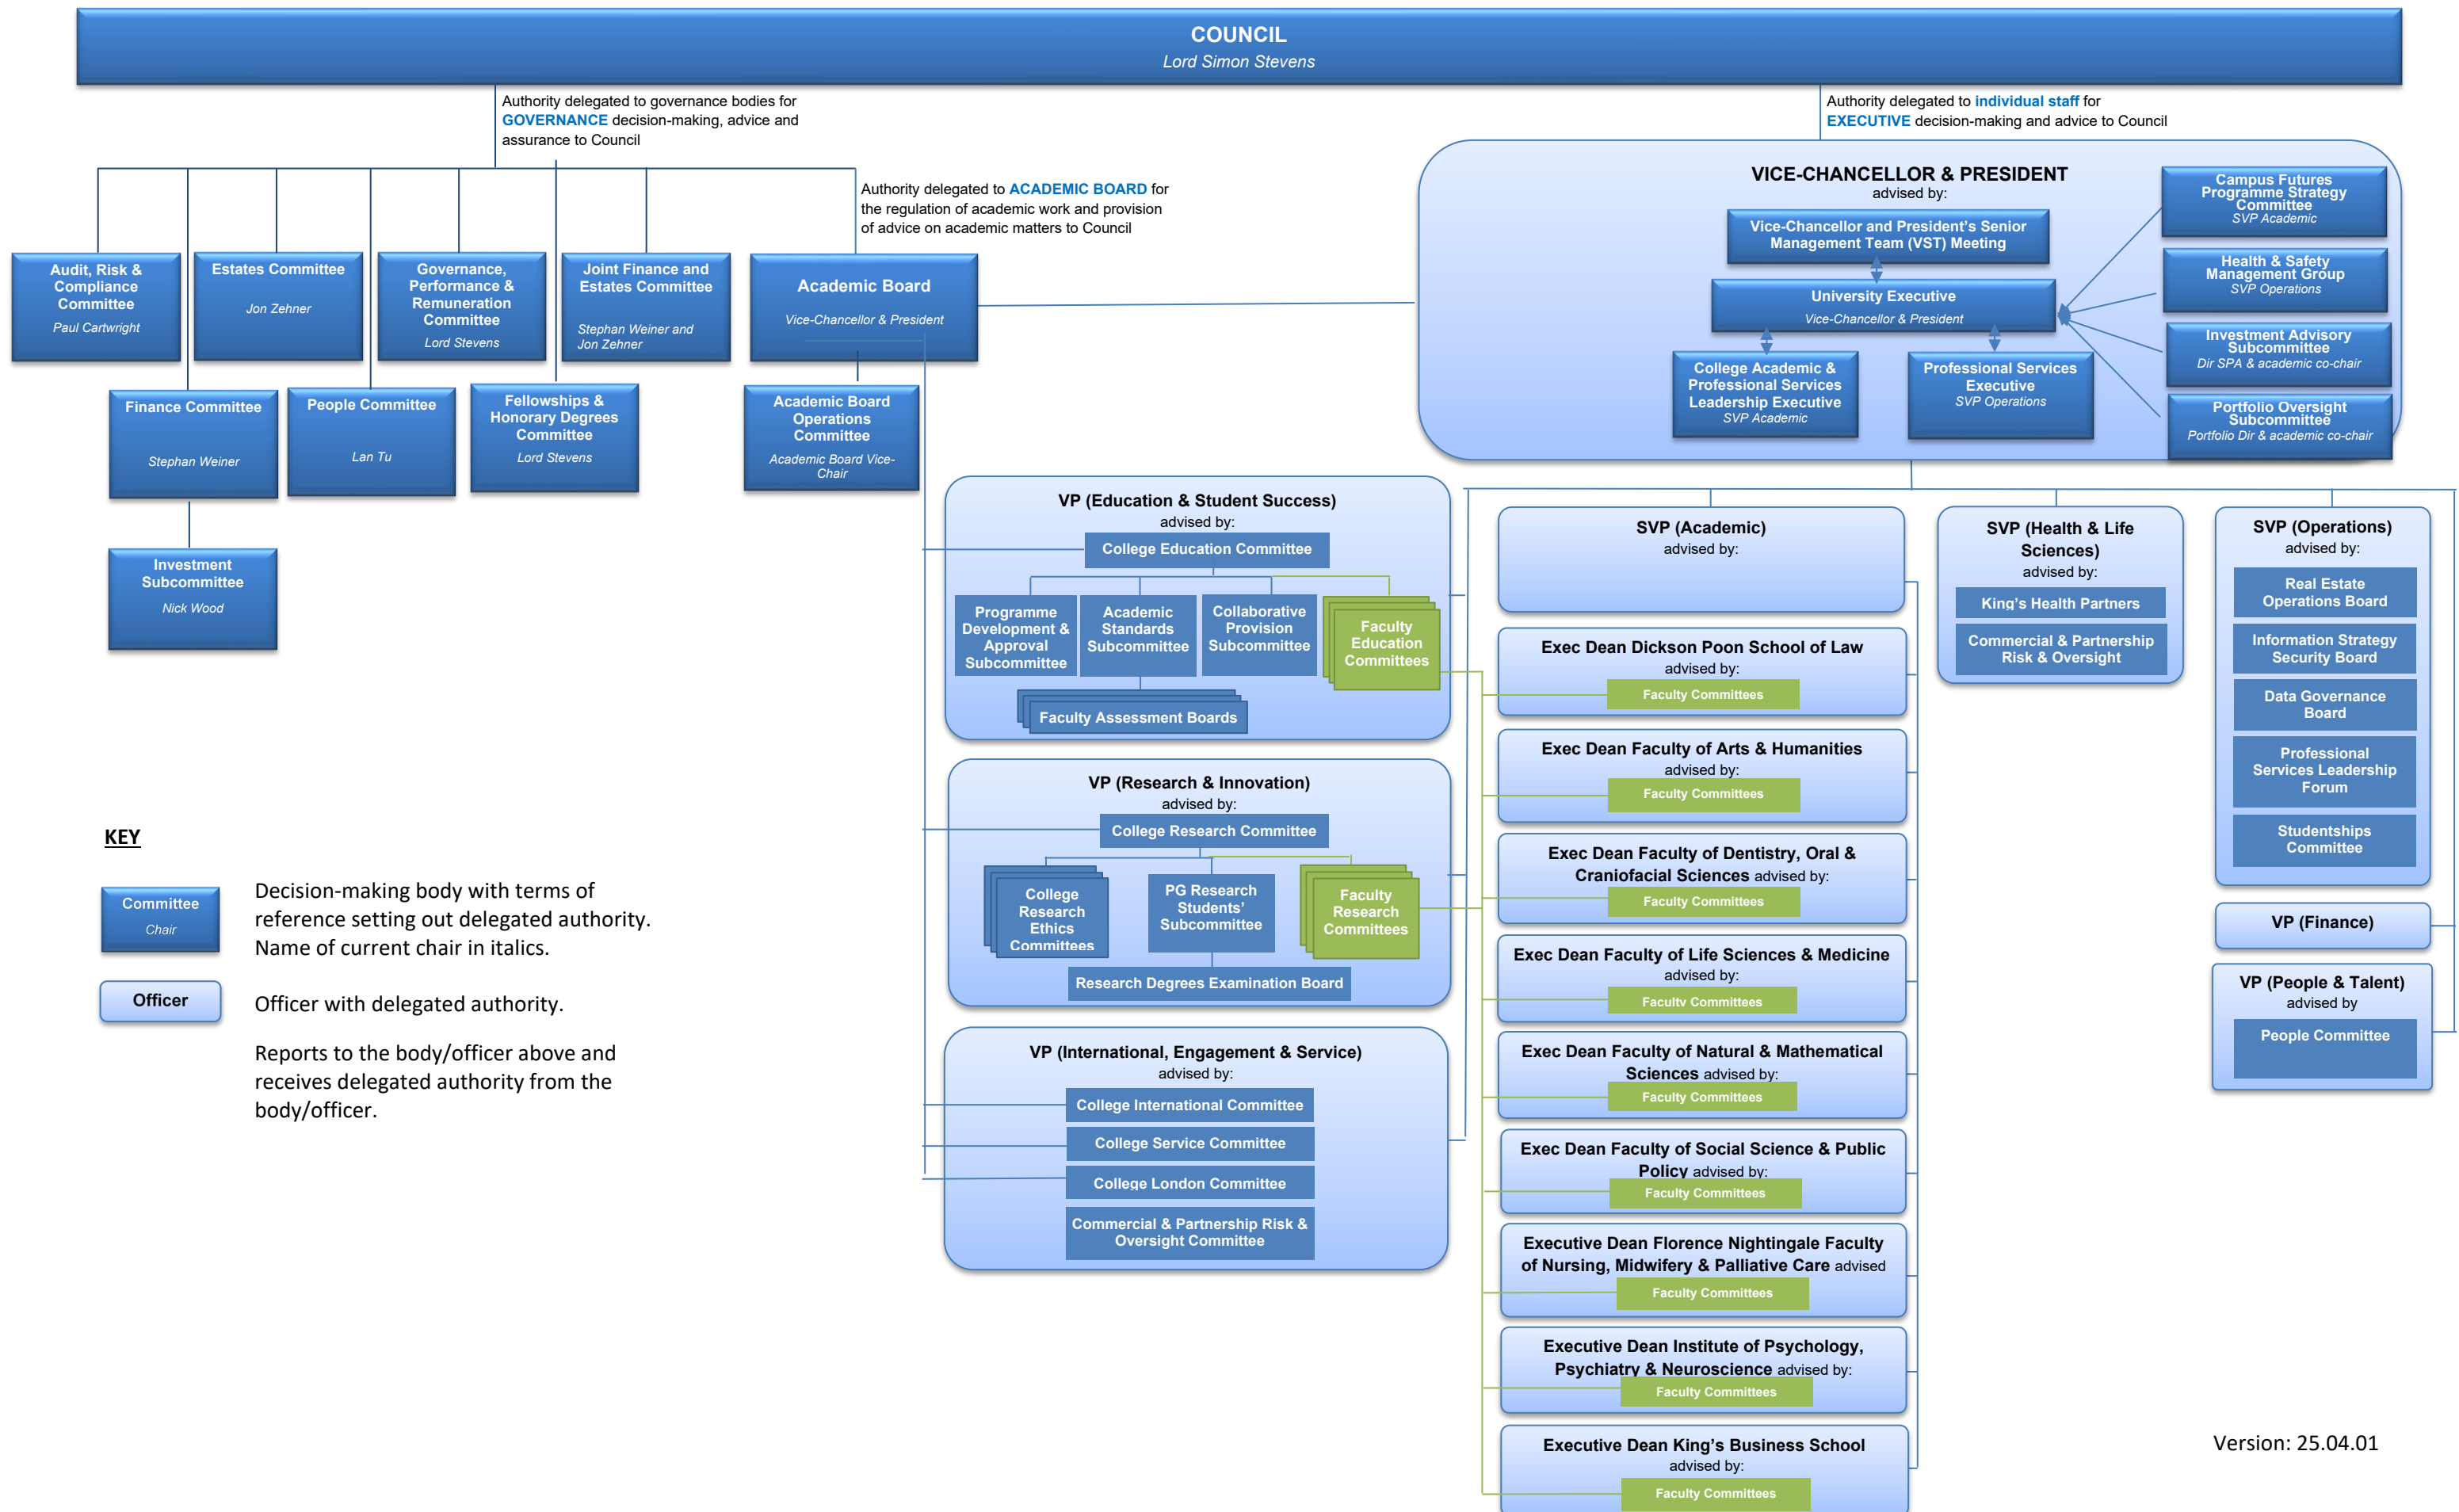 COUNCIL
Lord Simon Stevens
Authority delegated to governance bodies for
GOVERNANCE decision-making, advice and
assurance to Council
Authority delegated to individual staff for
EXECUTIVE decision-making and advice to Council
Authority delegated to ACADEMIC BOARD for
the regulation of academic work and provision
of advice on academic matters to Council
Audit, Risk &
Compliance
Committee
Paul Cartwright
Estates Committee
Jon Zehner
Governance,
Performance &
Remuneration
Committee
Lord Stevens
Joint Finance and
Estates Committee
Stephan Weiner and
Jon Zehner
Academic Board
Vice-Chancellor & President
Finance Committee
Stephan Weiner
People Committee
Lan Tu
Fellowships &
Honorary Degrees
Committee
Lord Stevens
Academic Board
Operations
Committee
Academic Board Vice-
Chair
Investment
Subcommittee
Nick Wood
VICE-CHANCELLOR & PRESIDENT
advised by:
Vice-Chancellor and President's Senior
Management Team (VST) Meeting
University Executive
Vice-Chancellor & President
College Academic &
Professional Services
Leadership Executive
SVP Academic
Professional Services
Executive
SVP Operations
Campus Futures
Programme Strategy
Committee
SVP Academic
Health & Safety
Management Group
SVP Operations
Investment Advisory
Subcommittee
Dir SPA & academic co-chair
Portfolio Oversight
Subcommittee
Portfolio Dir & academic co-chair
VP (Education & Student Success)
advised by:
College Education Committee
Programme
Development &
Approval
Subcommittee
Academic
Standards
Subcommittee
Collaborative
Provision
Subcommittee
Faculty
Education
Committees
Faculty Assessment Boards
VP (Research & Innovation)
advised by:
College Research Committee
College
Research
Ethics
Committees
PG Research
Students'
Subcommittee
Faculty
Research
Committees
Research Degrees Examination Board
VP (International, Engagement & Service)
advised by:
College International Committee
College Service Committee
College London Committee
Commercial & Partnership Risk &
Oversight Committee
SVP (Academic)
advised by:
Exec Dean Dickson Poon School of Law
advised by:
Faculty Committees
Exec Dean Faculty of Arts & Humanities
advised by:
Faculty Committees
Exec Dean Faculty of Dentistry, Oral &
Craniofacial Sciences advised by:
Faculty Committees
Exec Dean Faculty of Life Sciences & Medicine
advised by:
Faculty Committees
Exec Dean Faculty of Natural & Mathematical
Sciences advised by:
Faculty Committees
Exec Dean Faculty of Social Science & Public
Policy advised by:
Faculty Committees
Executive Dean Florence Nightingale Faculty
of Nursing, Midwifery & Palliative Care advised
Faculty Committees
Executive Dean Institute of Psychology,
Psychiatry & Neuroscience advised by:
Faculty Committees
Executive Dean King's Business School
advised by:
Faculty Committees
SVP (Health & Life
Sciences)
advised by:
King's Health Partners
Commercial & Partnership
Risk & Oversight
SVP (Operations)
advised by:
Real Estate
Operations Board
Information Strategy
Security Board
Data Governance
Board
Professional
Services Leadership
Forum
Studentships
Committee
VP (Finance)
VP (People & Talent)
advised by
People Committee
KEY
Committee
Chair
Decision-making body with terms of
reference setting out delegated authority.
Name of current chair in italics.
Officer
Officer with delegated authority.
Reports to the body/officer above and
receives delegated authority from the
body/officer.
Version: 25.04.01